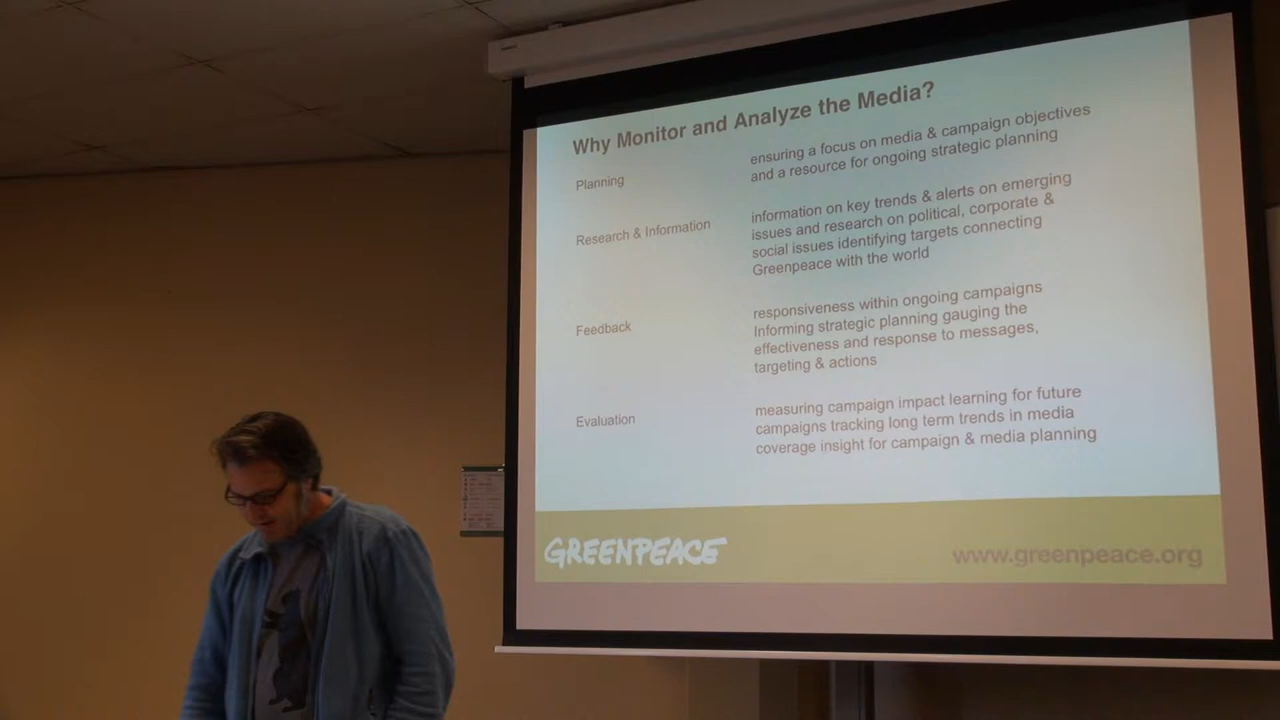 Why Monitor and Analyze the Media?
Planning
ensuring a focus on media & campaign objectives
and a resource for ongoing strategic planning
Research & Information
information on key trends & alerts on emerging
issues and research on political, corporate &
social issues identifying targets connecting
Greenpeace with the world
Feedback
responsiveness within ongoing campaigns
Informing strategic planning gauging the
effectiveness and response to messages,
targeting & actions
Evaluation
measuring campaign impact learning for future
campaigns tracking long term trends in media
coverage insight for campaign & media planning
GREENPEACE
www.greenpeace.org